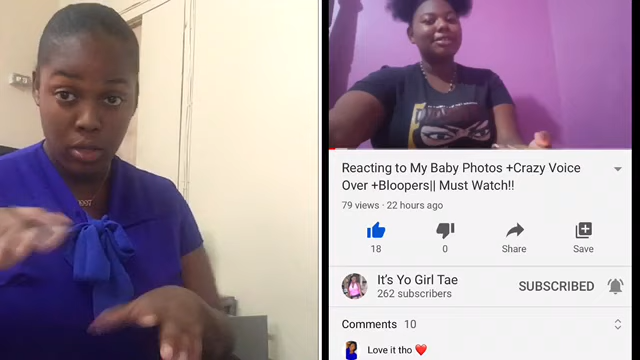 Reacting to My Baby Photos +Crazy Voice
Over +Bloopers|| Must Watch!!
79 views · 22 hours ago
18
0
Share
Save
It's Yo Girl Tae
262 subscribers
SUBSCRIBED
Comments 10
Love it tho ❤️